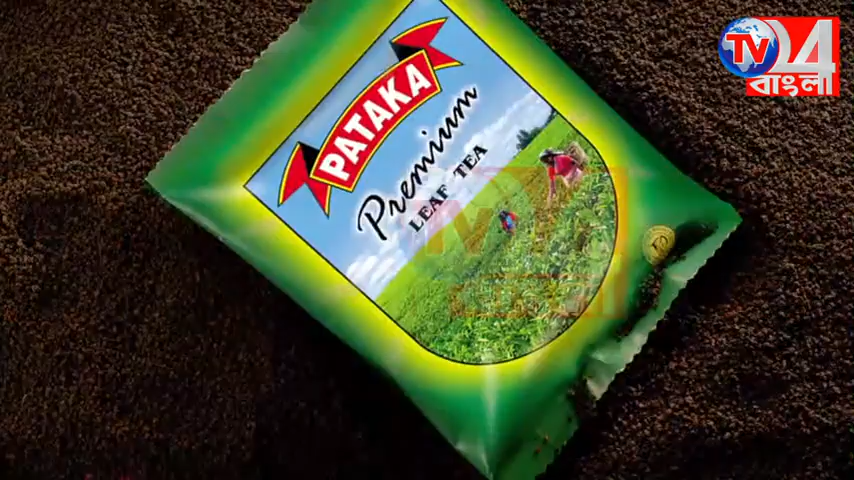 PATAKA
Premium
LEAF TEA
TV
24
বাংলা